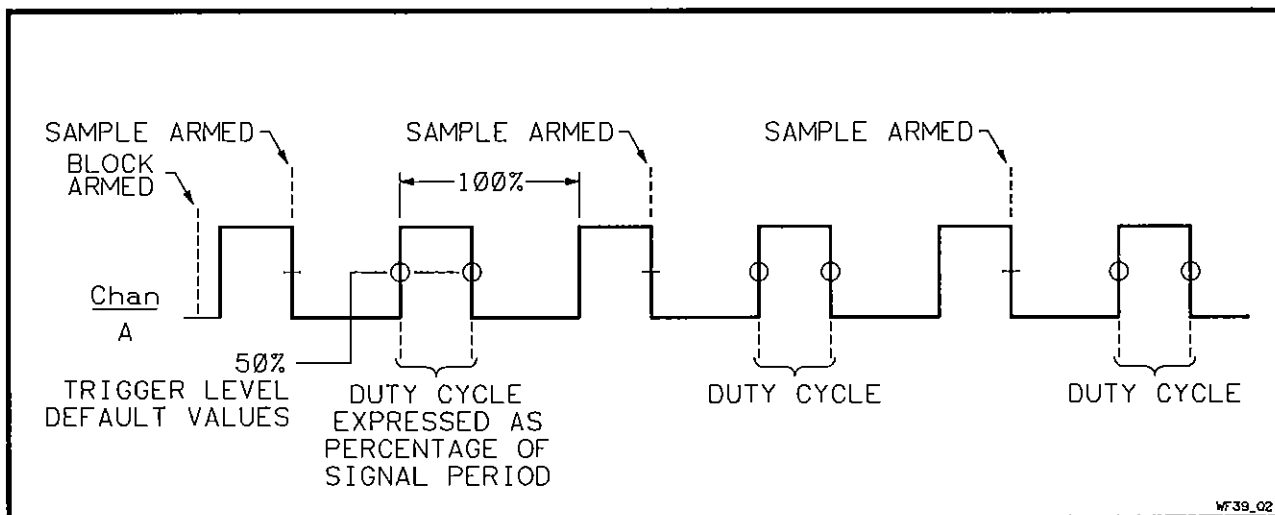 SAMPLE ARMED
BLOCK
ARMED
SAMPLE ARMED
SAMPLE ARMED
100%
Chan
A
50%
TRIGGER LEVEL
DEFAULT VALUES
DUTY CYCLE
EXPRESSED AS
PERCENTAGE OF
SIGNAL PERIOD
DUTY CYCLE
DUTY CYCLE
WF39_02